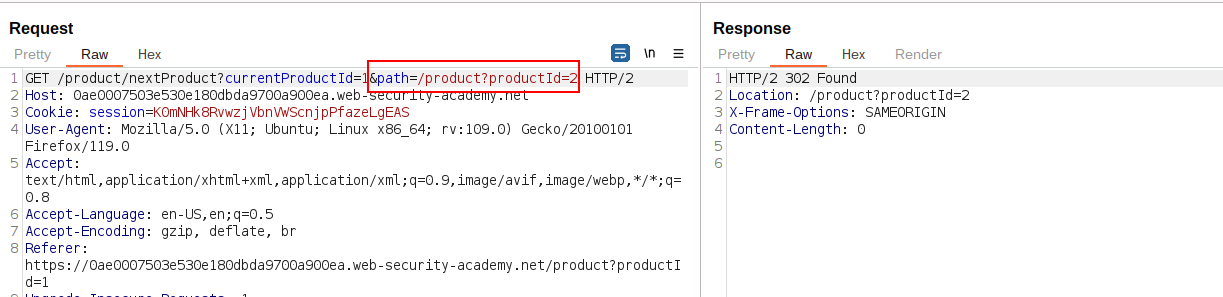 Request
Pretty Raw Hex \n
1 GET /product/nextProduct?currentProductId=1&path=/product?productId=2 HTTP/2
2 Host: 0ae0007503e530e180dbda9700a900ea.web-security-academy.net
3 Cookie: session=KOmNHk8RvwzjVbnVWScnjpPfazeLgEAS
4 User-Agent: Mozilla/5.0 (X11; Ubuntu; Linux x86_64; rv:109.0) Gecko/20100101
Firefox/119.0
5 Accept:
text/html,application/xhtml+xml,application/xml;q=0.9,image/avif,image/webp,*/*;q=
0.8
6 Accept-Language: en-US,en;q=0.5
7 Accept-Encoding: gzip, deflate, br
8 Referer:
https://0ae0007503e530e180dbda9700a900ea.web-security-academy.net/product?productI
d=1
Response
Pretty Raw Hex Render
1 HTTP/2 302 Found
2 Location: /product?productId=2
3 X-Frame-Options: SAMEORIGIN
4 Content-Length: 0
5
6